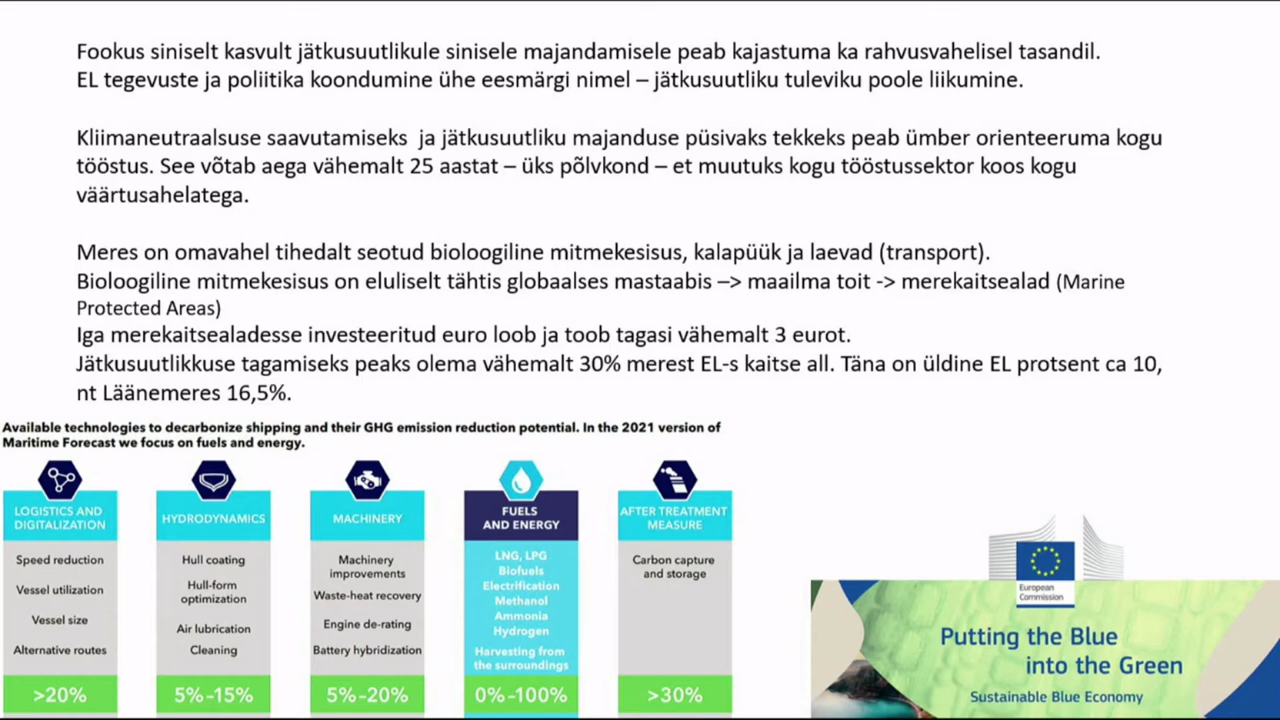 Fookus siniselt kasvult jätkusuutlikule sinisele majandamisele peab kajastuma ka rahvusvahelisel tasandil.
EL tegevuste ja poliitika koondumine ühe eesmärgi nimel – jätkusuutliku tuleviku poole liikumine.
Kliimaneutraalsuse saavutamiseks ja jätkusuutliku majanduse püsivaks tekkeks peab ümber orienteeruma kogu
tööstus. See võtab aega vähemalt 25 aastat – üks põlvkond – et muutuks kogu tööstussektor koos kogu
väärtusahelatega.
Meres on omavahel tihedalt seotud bioloogiline mitmekesisus, kalapüük ja laevad (transport).
Bioloogiline mitmekesisus on eluliselt tähtis globaalses mastaabis –> maailma toit -> merekaitsealad (Marine
Protected Areas)
Iga merekaitsealadesse investeeritud euro loob ja toob tagasi vähemalt 3 eurot.
Jätkusuutlikkuse tagamiseks peaks olema vähemalt 30% merest EL-s kaitse all. Täna on üldine EL protsent ca 10,
nt Läänemeres 16,5%.
Available technologies to decarbonize shipping and their GHG emission reduction potential. In the 2021 version of
Maritime Forecast we focus on fuels and energy.
LOGISTICS AND
DIGITALIZATION
Speed reduction
Vessel utilization
Vessel size
Alternative routes
>20%
HYDRODYNAMICS
Hull coating
Hull-form
optimization
Air lubrication
Cleaning
5%–15%
MACHINERY
Machinery
improvements
Waste-heat recovery
Engine de-rating
Battery hybridization
5%–20%
FUELS
AND ENERGY
LNG, LPG
Biofuels
Electrification
Methanol
Ammonia
Hydrogen
Harvesting from
the surroundings
0%–100%
AFTER TREATMENT
MEASURE
Carbon capture
and storage
>30%
European
Commission
Putting the Blue
into the Green
Sustainable Blue Economy